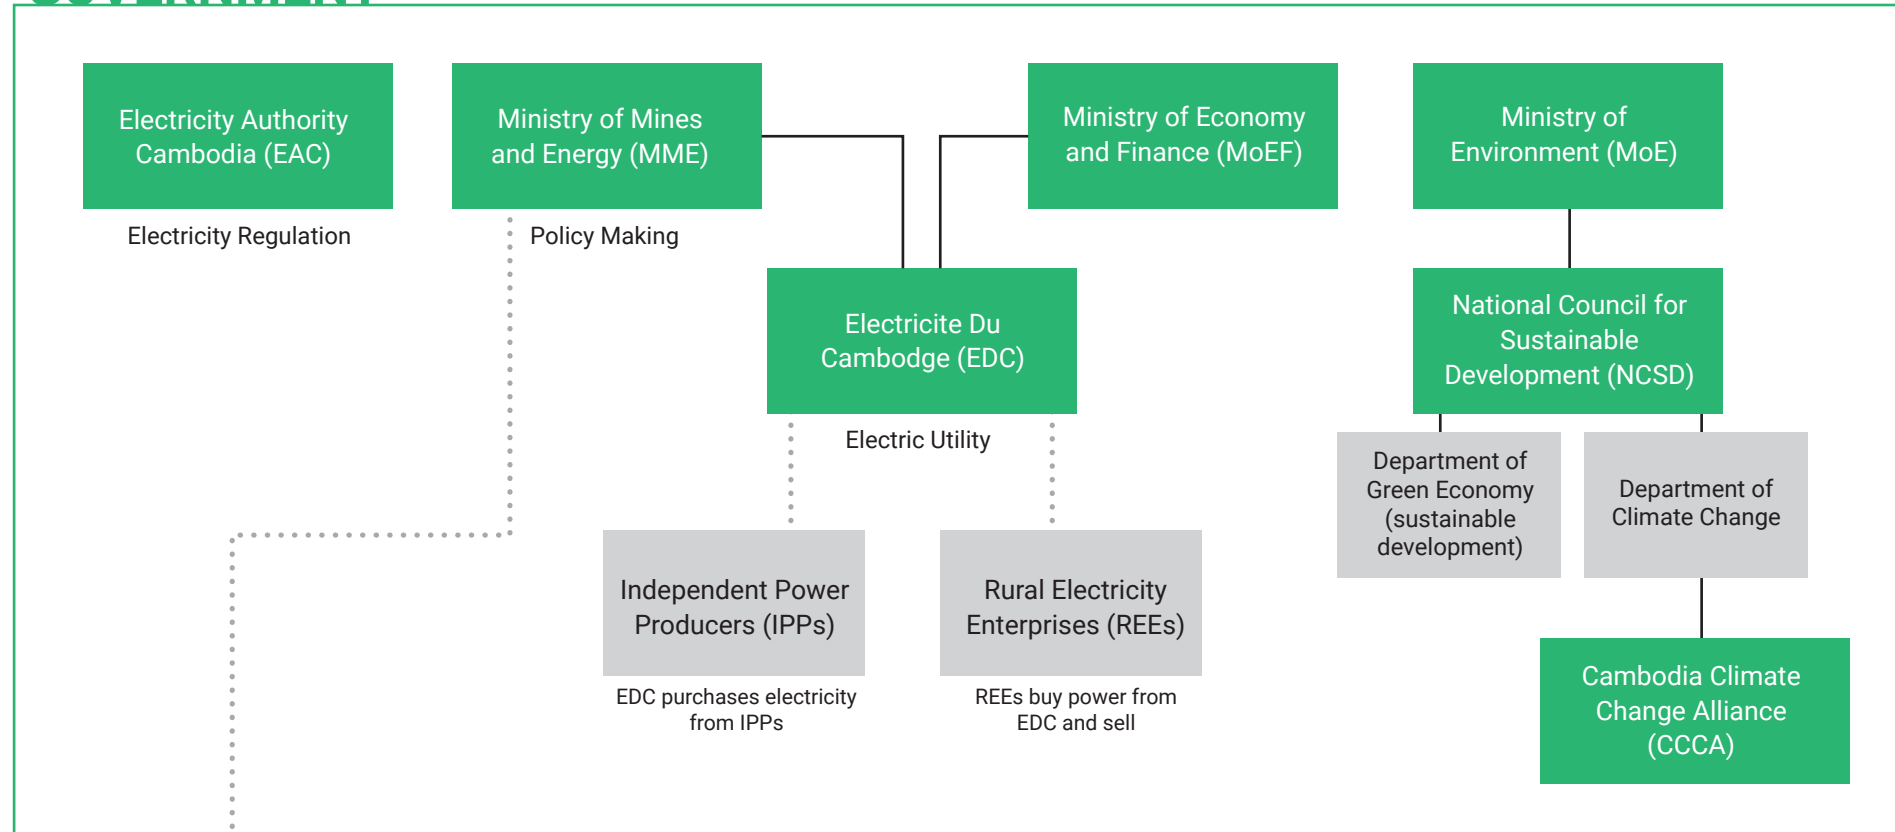 GOVERNMENT
Electricity Authority
Cambodia (EAC)
Electricity Regulation
Ministry of Mines
and Energy (MME)
Policy Making
Ministry of Economy
and Finance (MoEF)
Ministry of
Environment (MoE)
Electricite Du
Cambodge (EDC)
Electric Utility
National Council for
Sustainable
Development (NCSD)
Department of
Green Economy
(sustainable
development)
Department of
Climate Change
Independent Power
Producers (IPPs)
EDC purchases electricity
from IPPs
Rural Electricity
Enterprises (REEs)
REEs buy power from
EDC and sell
Cambodia Climate
Change Alliance
(CCCA)